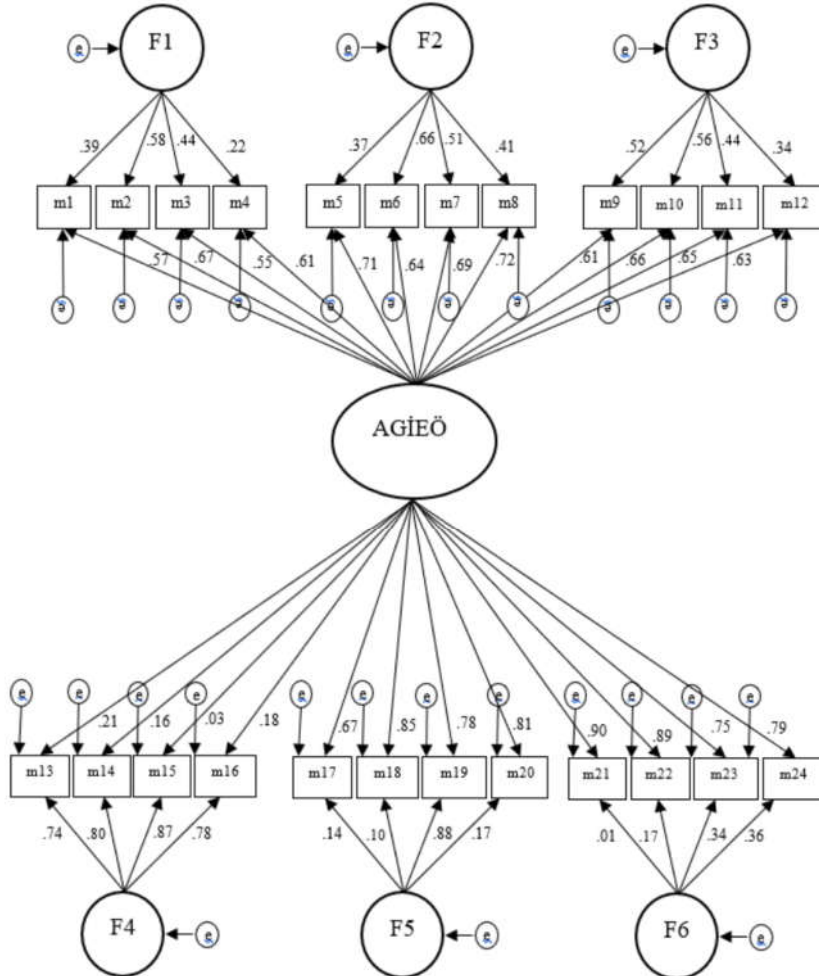 e F1 e F2 e F3
.39 .58 .44 .22 .37 .66 .51 .41 .52 .56 .44 .34
m1 m2 m3 m4 m5 m6 m7 m8 m9 m10 m11 m12
.57 .67 .55 .61 .71 .64 .69 .72 .61 .66 .65 .63
e e e e e e e e e e e e
AGİEÖ
e e e e e e e e e e e e
.21 .16 .03 .18 .67 .85 .78 .81 .90 .89 .75 .79
m13 m14 m15 m16 m17 m18 m19 m20 m21 m22 m23 m24
.74 .80 .87 .78 .14 .10 .88 .17 .01 .17 .34 .36
F4 e F5 e F6 e